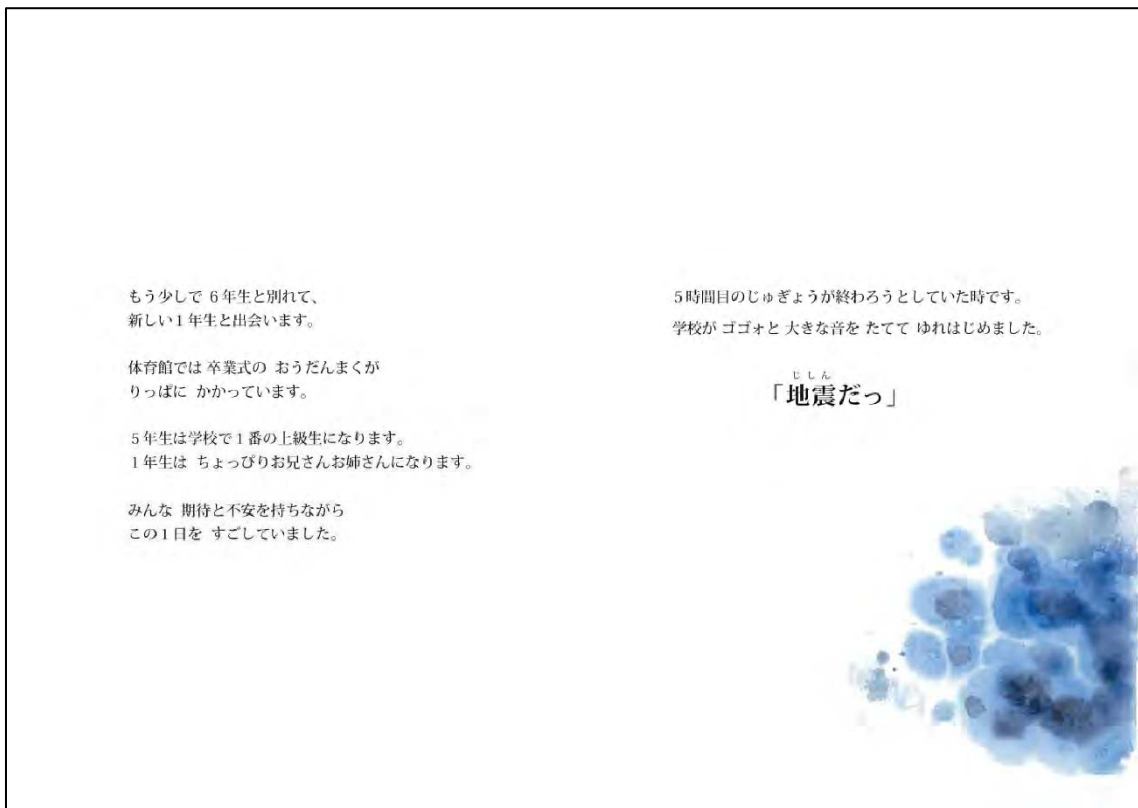 もう少しで 6年生と別れて、
新しい1年生と出会います。
体育館では 卒業式の おうだんまくが
りっぱに かかっています。
5年生は学校で1番の上級生になります。
1年生は ちょっぴりお兄さんお姉さんになります。
みんな 期待と不安を持ちながら
この1日を すごしていました。
5時間目のじゅぎょうが終わろうとしていた時です。
学校が ゴゴォと 大きな音を たてて ゆれはじめました。
じしん
「地震だっ」